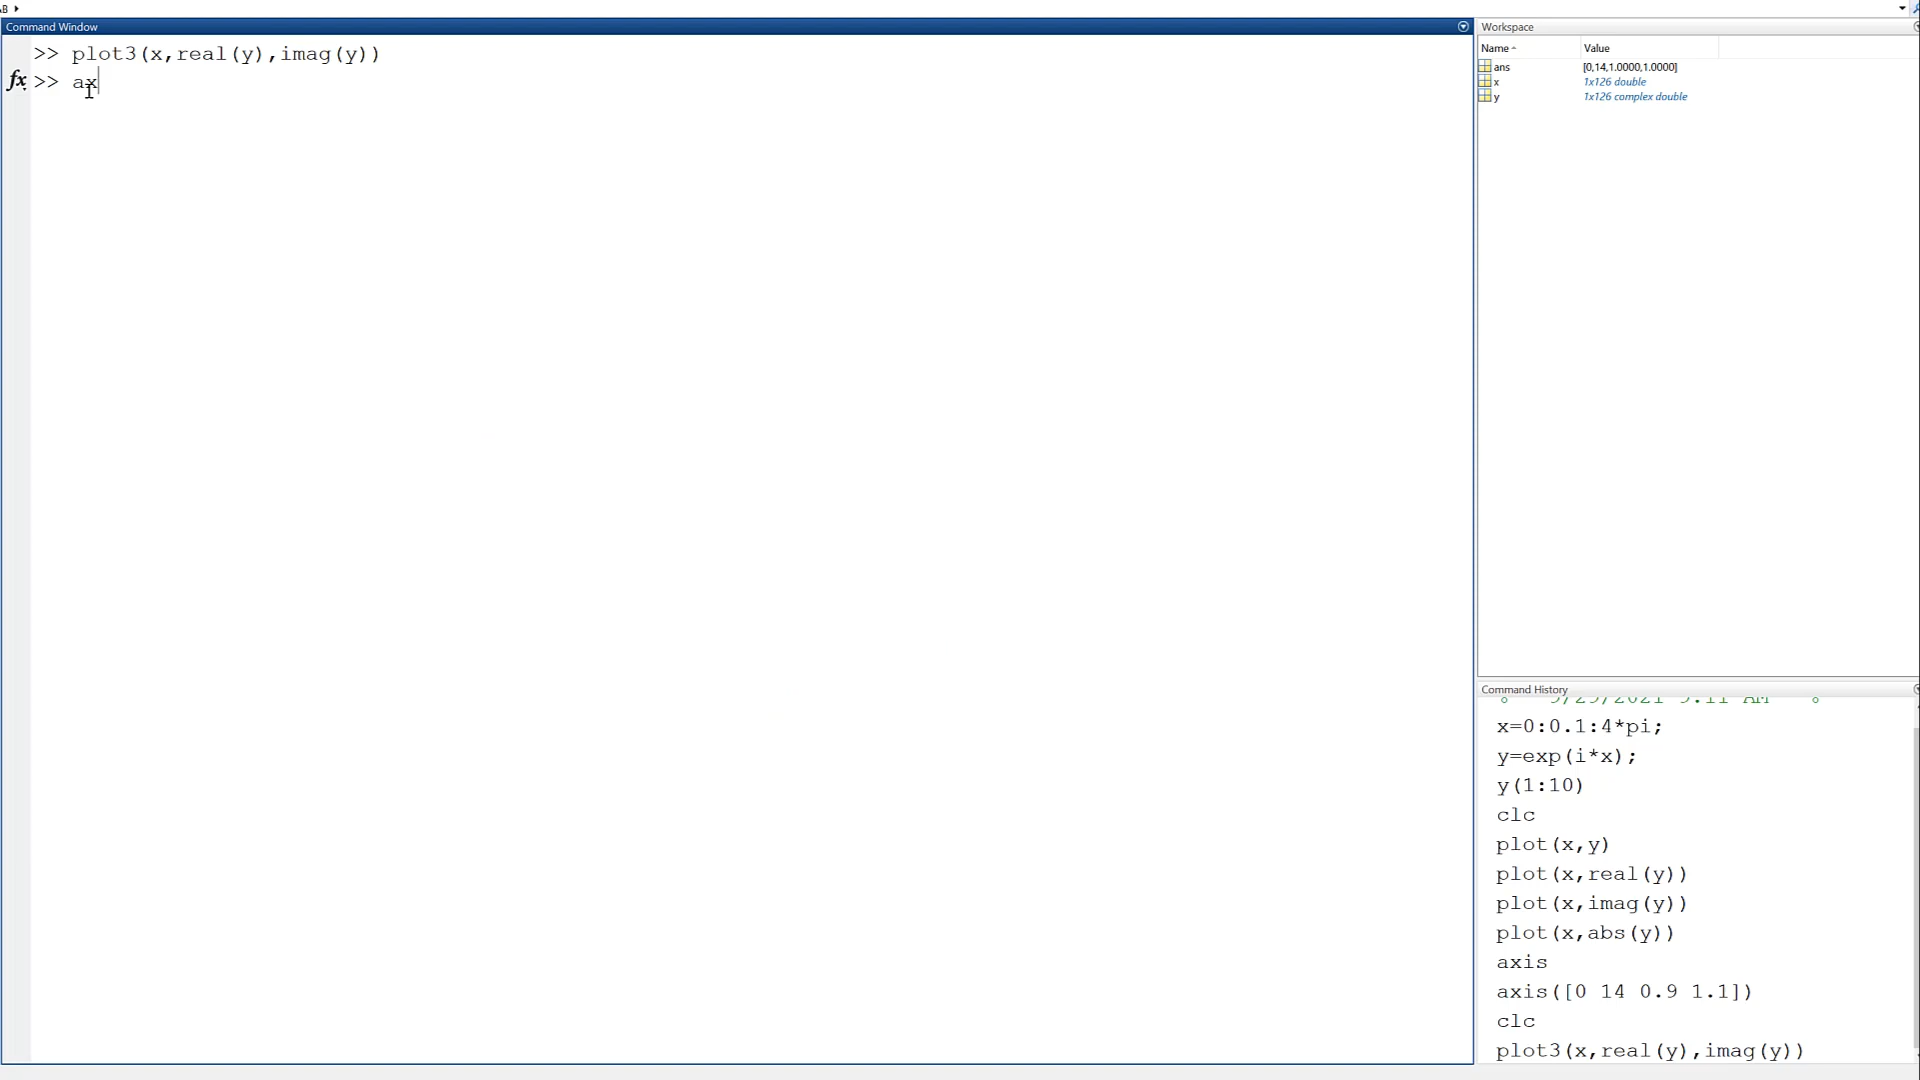 Command Window
>> plot3(x,real(y),imag(y))
fx >> ax
Workspace
Name Value
ans [0,14,1.0000,1.0000]
x 1x126 double
y 1x126 complex double
Command History
x=0:0.1:4*pi;
y=exp(i*x);
y(1:10)
clc
plot(x,y)
plot(x,real(y))
plot(x,imag(y))
plot(x,abs(y))
axis
axis([0 14 0.9 1.1])
clc
plot3(x,real(y),imag(y))